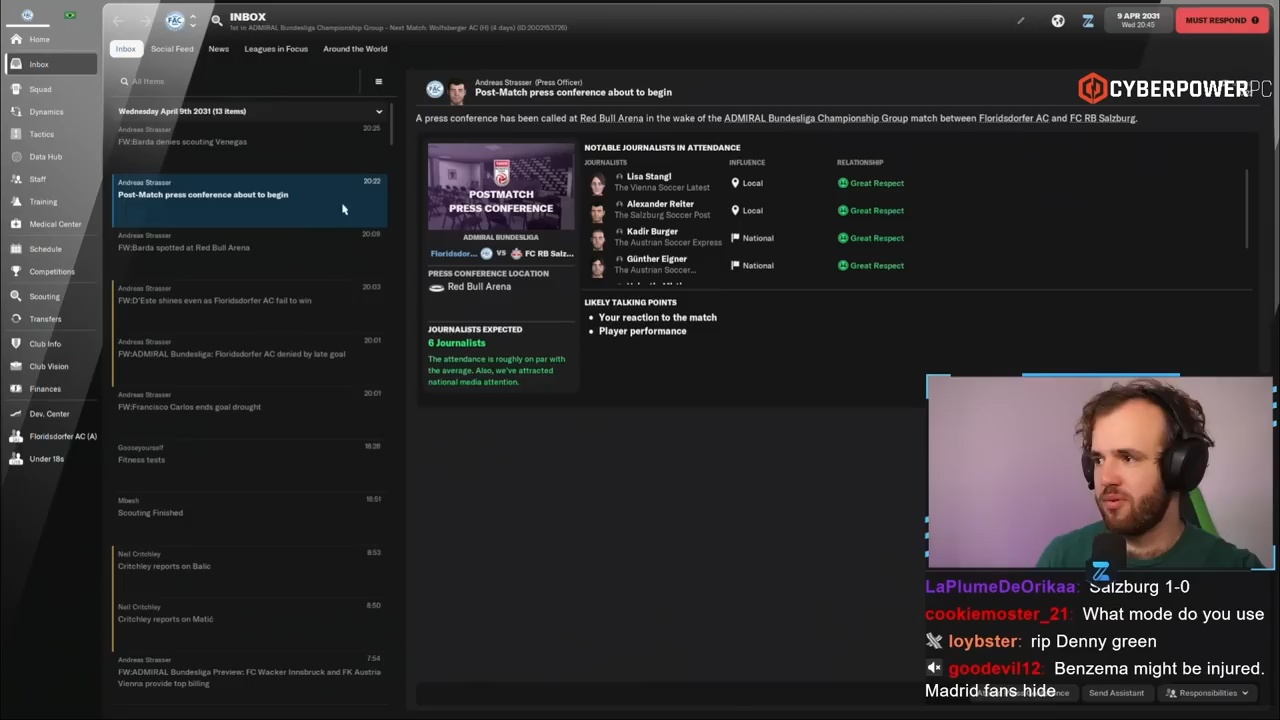 INBOX
1st in ADMIRAL Bundesliga Championship Group - Next Match: Wolfsberger AC (H) (4 days) (ID:2002153726)
9 APR 2031
Wed 20:45
MUST RESPOND
Home
Inbox
Squad
Dynamics
Tactics
Data Hub
Staff
Training
Medical Center
Schedule
Competitions
Scouting
Transfers
Club Info
Club Vision
Finances
Dev. Center
Floridsdorfer AC (A)
Under 18s
Inbox
Social Feed
News
Leagues in Focus
Around the World
All Items
Wednesday April 9th 2031 (13 items)
Andreas Strasser 20:25
FW:Barda denies scouting Venegas
Andreas Strasser 20:22
Post-Match press conference about to begin
Andreas Strasser 20:09
FW:Barda spotted at Red Bull Arena
Andreas Strasser 20:03
FW:D'Este shines even as Floridsdorfer AC fail to win
Andreas Strasser 20:01
FW:ADMIRAL Bundesliga: Floridsdorfer AC denied by late goal
Andreas Strasser 20:01
FW:Francisco Carlos ends goal drought
Gooseyourself
Fitness tests
Mbesh
Scouting Finished
Neil Critchley 8:53
Critchley reports on Balic
Neil Critchley 8:50
Critchley reports on Matić
Andreas Strasser 7:54
FW:ADMIRAL Bundesliga Preview: FC Wacker Innsbruck and FK Austria
Vienna provide top billing
Andreas Strasser (Press Officer)
Post-Match press conference about to begin
CYBERPOWERPC
A press conference has been called at Red Bull Arena in the wake of the ADMIRAL Bundesliga Championship Group match between Floridsdorfer AC and FC RB Salzburg.
POSTMATCH
PRESS CONFERENCE
ADMIRAL BUNDESLIGA
Floridsdor... VS FC RB Salz...
PRESS CONFERENCE LOCATION
Red Bull Arena
JOURNALISTS EXPECTED
6 Journalists
The attendance is roughly on par with
the average. Also, we've attracted
national media attention.
NOTABLE JOURNALISTS IN ATTENDANCE
JOURNALISTS INFLUENCE RELATIONSHIP
Lisa Stangl
The Vienna Soccer Latest
Local
Great Respect
Alexander Reiter
The Salzburg Soccer Post
Local
Great Respect
Kadir Burger
The Austrian Soccer Express
National
Great Respect
Günther Eigner
The Austrian Soccer...
National
Great Respect
LIKELY TALKING POINTS
Your reaction to the match
Player performance
LaPlumeDeOrikaa: Salzburg 1-0
cookiemoster_21: What mode do you use
loybster: rip Denny green
goodevil12: Benzema might be injured.
Madrid fans hide
Send Assistant
Responsibilities